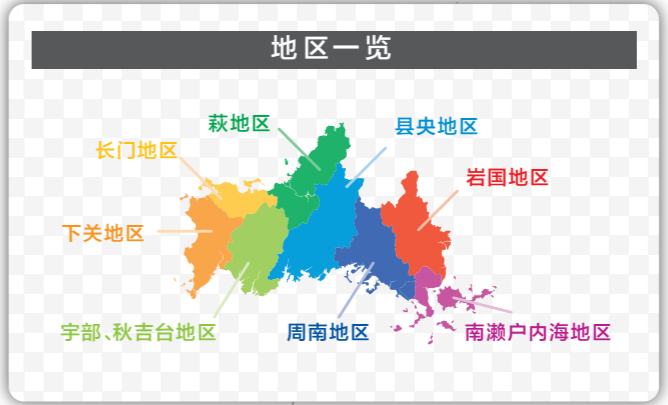 地区一览
萩地区
县央地区
长门地区
岩国地区
下关地区
宇部、秋吉台地区
周南地区
南濑户内海地区